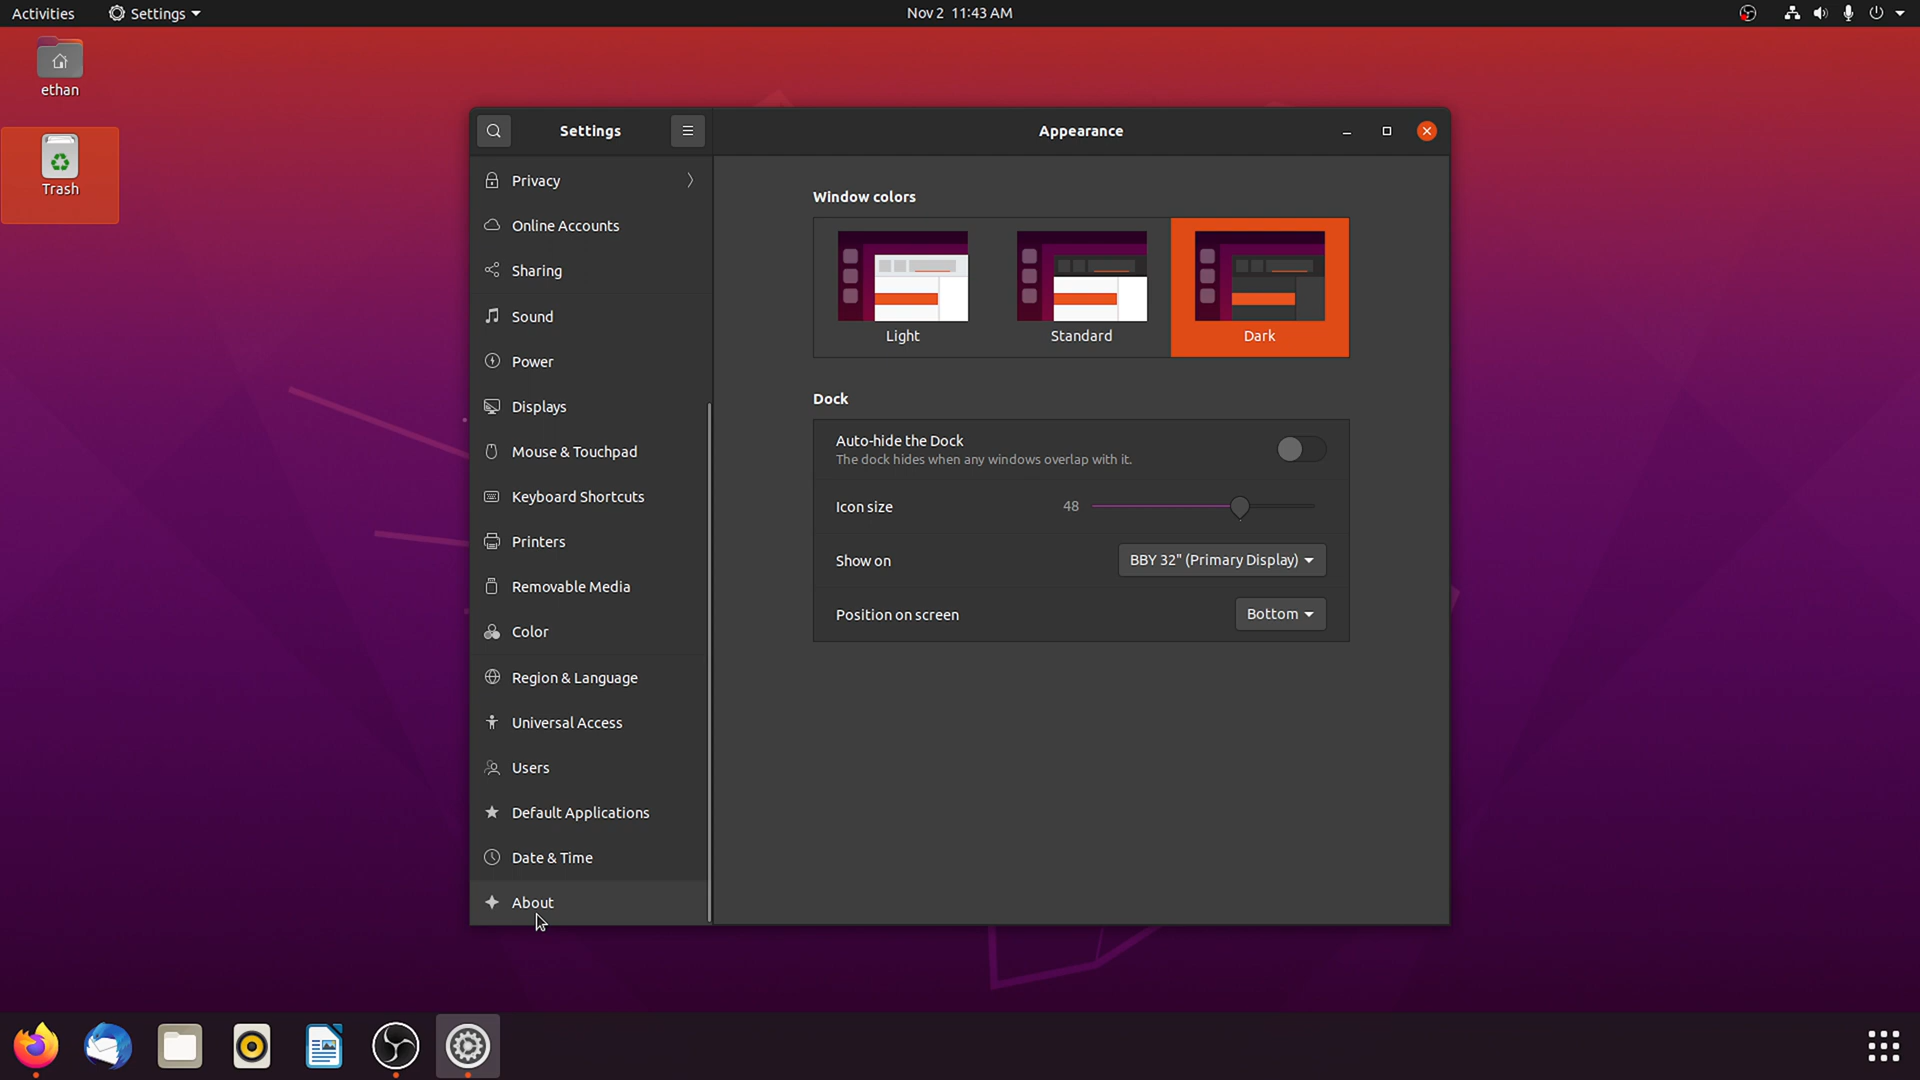 Activities
Settings
Nov 2 11:43 AM
ethan
Trash
Settings
Appearance
Privacy
Online Accounts
Sharing
Sound
Power
Displays
Mouse & Touchpad
Keyboard Shortcuts
Printers
Removable Media
Color
Region & Language
Universal Access
Users
Default Applications
Date & Time
About
Window colors
Light
Standard
Dark
Dock
Auto-hide the Dock
The dock hides when any windows overlap with it.
Icon size
48
Show on
BBY 32" (Primary Display)
Position on screen
Bottom